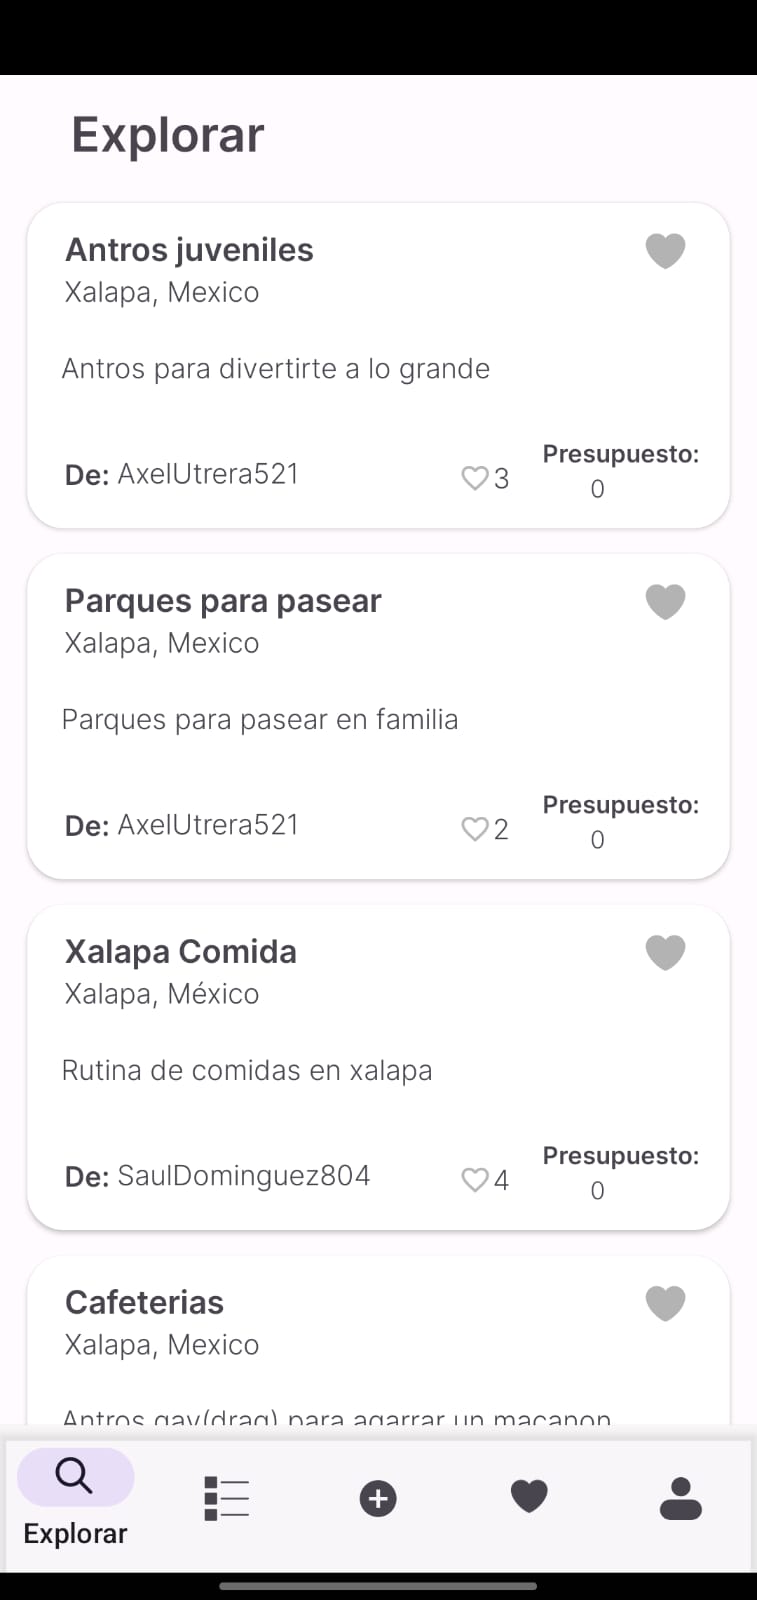 Explorar
Antros juveniles
Xalapa, Mexico
Antros para divertirte a lo grande
De: AxelUtrera521
3
Presupuesto:
0
Parques para pasear
Xalapa, Mexico
Parques para pasear en familia
De: AxelUtrera521
2
Presupuesto:
0
Xalapa Comida
Xalapa, México
Rutina de comidas en xalapa
De: SaulDominguez804
4
Presupuesto:
0
Cafeterias
Xalapa, Mexico
Antros gay(drag) para agarrar un macanon
Explorar